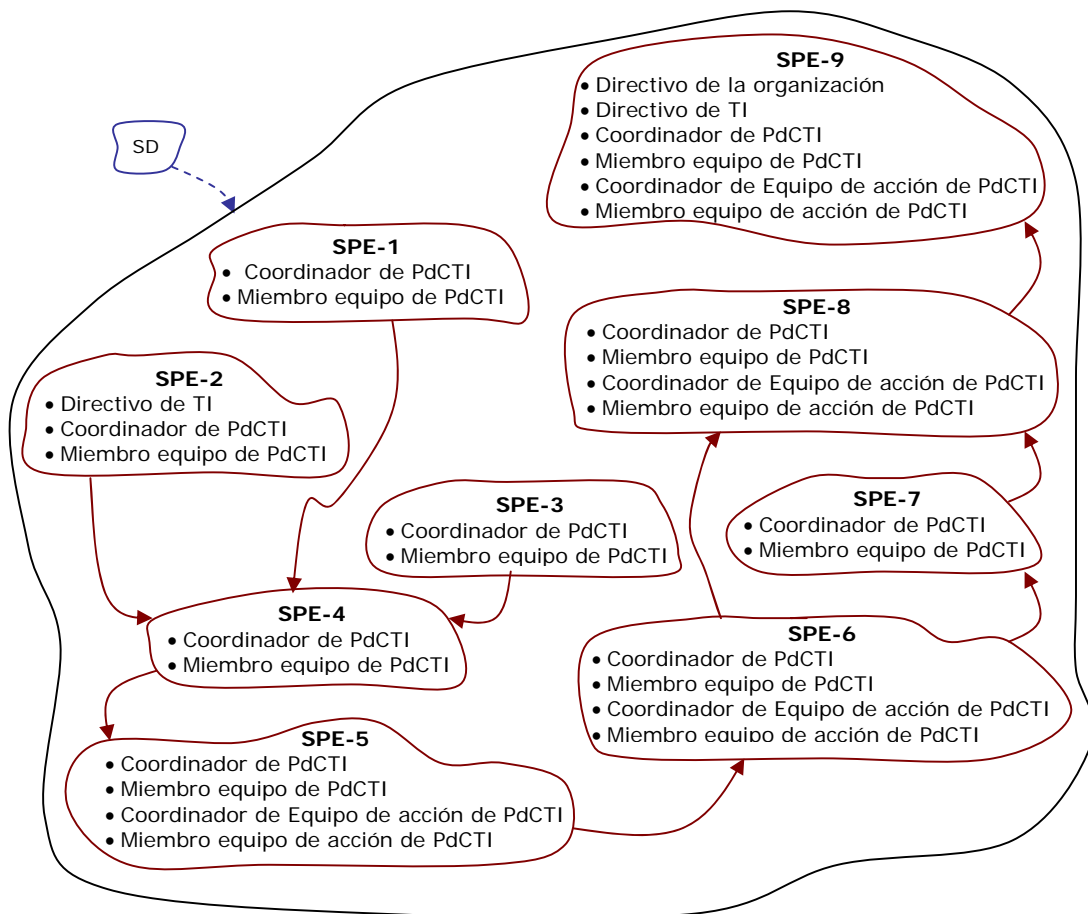 SD
SPE-1
• Coordinador de PdCTI
• Miembro equipo de PdCTI
SPE-2
• Directivo de TI
• Coordinador de PdCTI
• Miembro equipo de PdCTI
SPE-3
• Coordinador de PdCTI
• Miembro equipo de PdCTI
SPE-4
• Coordinador de PdCTI
• Miembro equipo de PdCTI
SPE-5
• Coordinador de PdCTI
• Miembro equipo de PdCTI
• Coordinador de Equipo de acción de PdCTI
• Miembro equipo de acción de PdCTI
SPE-6
• Coordinador de PdCTI
• Miembro equipo de PdCTI
• Coordinador de Equipo de acción de PdCTI
• Miembro equipo de acción de PdCTI
SPE-7
• Coordinador de PdCTI
• Miembro equipo de PdCTI
SPE-8
• Coordinador de PdCTI
• Miembro equipo de PdCTI
• Coordinador de Equipo de acción de PdCTI
• Miembro equipo de acción de PdCTI
SPE-9
• Directivo de la organización
• Directivo de TI
• Coordinador de PdCTI
• Miembro equipo de PdCTI
• Coordinador de Equipo de acción de PdCTI
• Miembro equipo de acción de PdCTI